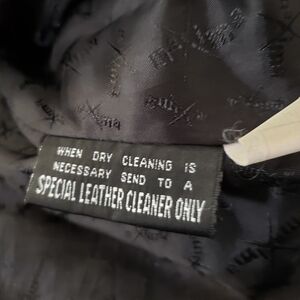 WHEN DRY CLEANING IS
NECESSARY SEND TO A
SPECIAL LEATHER CLEANER ONLY